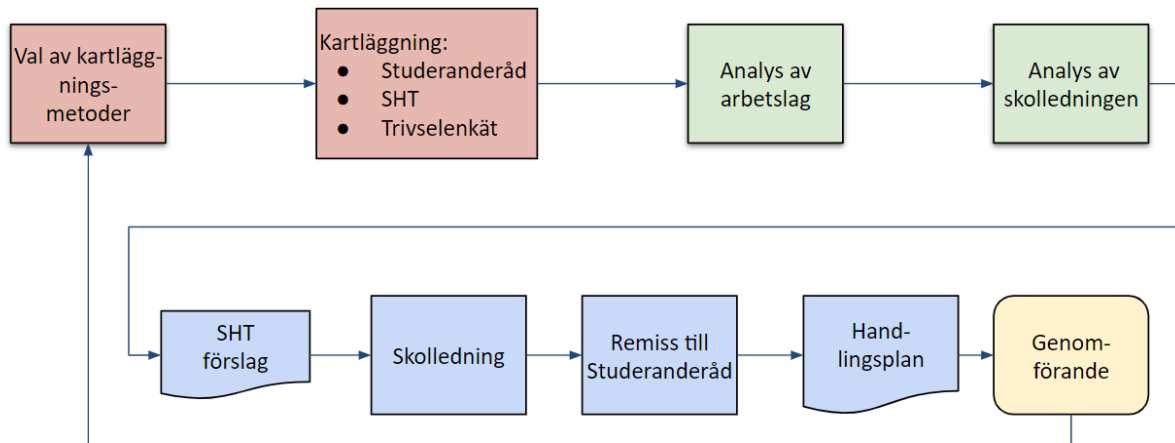 Val av kartlägg-
nings-
metoder
Kartläggning:
● Studeranderåd
● SHT
● Trivselenkät
Analys av
arbetslag
Analys av
skolledningen
SHT
förslag
Skolledning
Remiss till
Studeranderåd
Hand-
lingsplan
Genom-
förande